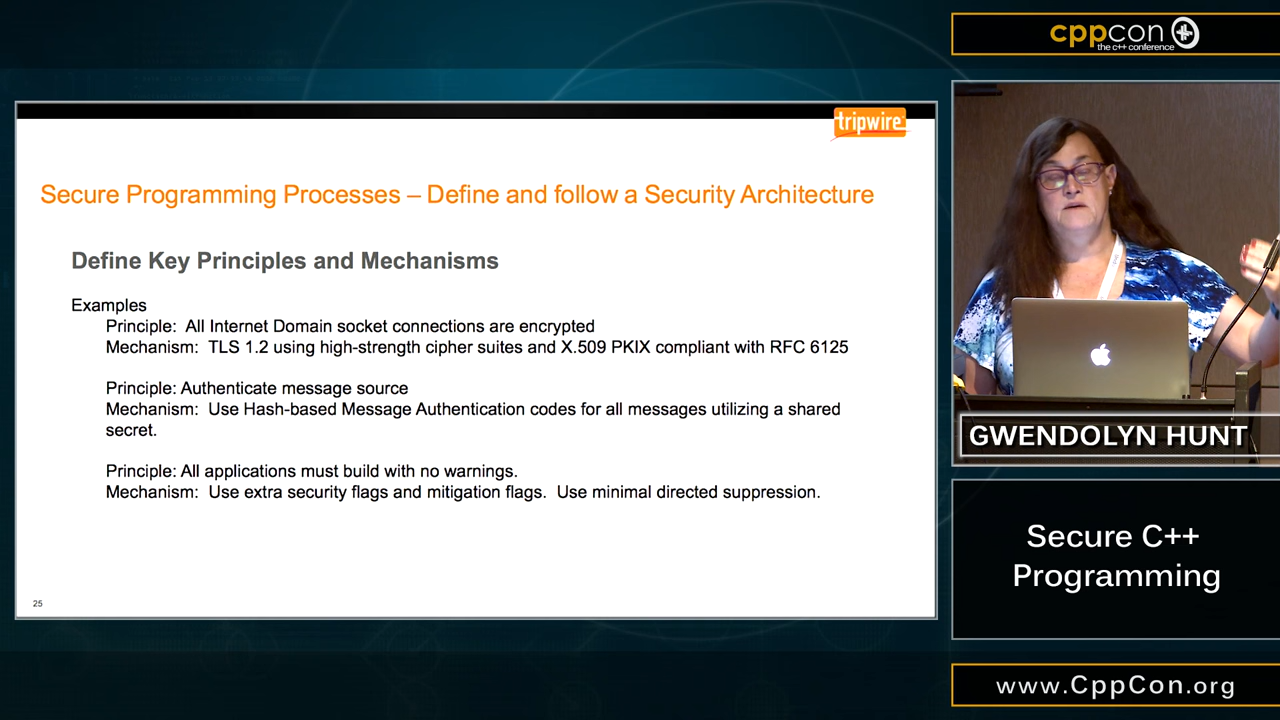 cppcon
the c++ conference
tripwire
Secure Programming Processes – Define and follow a Security Architecture
Define Key Principles and Mechanisms
Examples
Principle:  All Internet Domain socket connections are encrypted
Mechanism:  TLS 1.2 using high-strength cipher suites and X.509 PKIX compliant with RFC 6125
Principle: Authenticate message source
Mechanism:  Use Hash-based Message Authentication codes for all messages utilizing a shared
secret.
Principle: All applications must build with no warnings.
Mechanism:  Use extra security flags and mitigation flags.  Use minimal directed suppression.
25
GWENDOLYN HUNT
Secure C++
Programming
www.CppCon.org